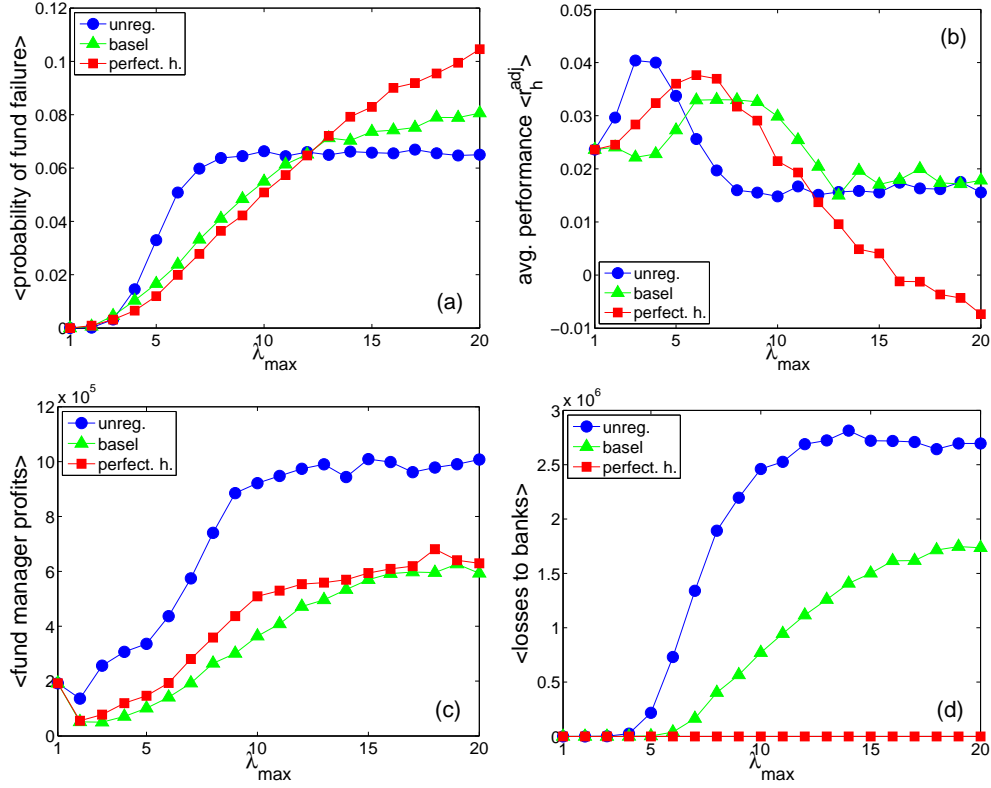 0.12
0.1
0.08
0.06
0.04
0.02
0
1 5 10 15 20
λmax
<probability of fund failure>
unreg.
basel
perfect. h.
(a)
0.05
0.04
0.03
0.02
0.01
0
−0.01
1 5 10 15 20
λmax
avg. performance <r_h^adj>
unreg.
basel
perfect. h.
(b)
x 10^5
12
10
8
6
4
2
0
1 5 10 15 20
λmax
<fund manager profits>
unreg.
basel
perfect. h.
(c)
x 10^6
3
2.5
2
1.5
1
0.5
0
1 5 10 15 20
λmax
<losses to banks>
unreg.
basel
perfect. h.
(d)